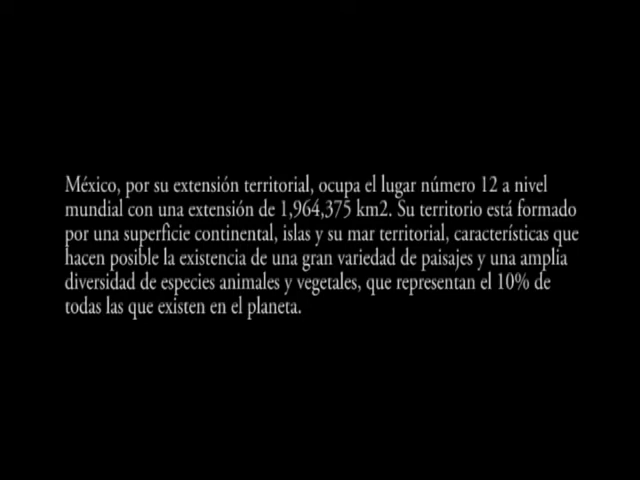 México, por su extensión territorial, ocupa el lugar número 12 a nivel
mundial con una extensión de 1,964,375 km2. Su territorio está formado
por una superficie continental, islas y su mar territorial, características que
hacen posible la existencia de una gran variedad de paisajes y una amplia
diversidad de especies animales y vegetales, que representan el 10% de
todas las que existen en el planeta.